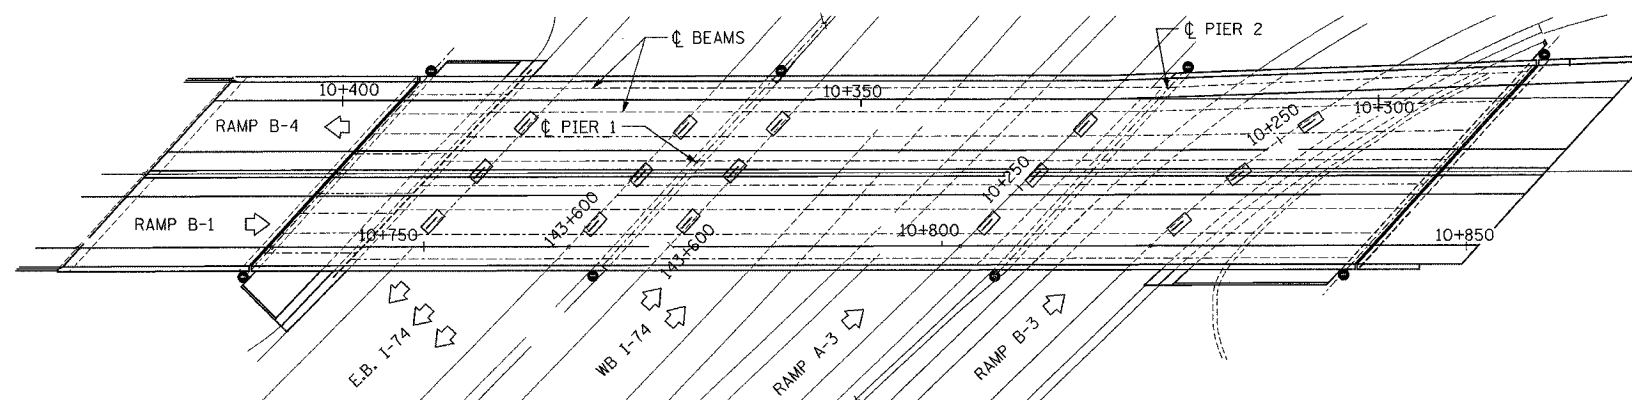 ℄ BEAMS
℄ PIER 2
10+400
10+350
10+300
RAMP B-4
℄ PIER 1
10+250
10+250
RAMP B-1
143+600
10+750
143+600
10+800
10+850
E.B. I-74
WB I-74
RAMP A-3
RAMP B-3